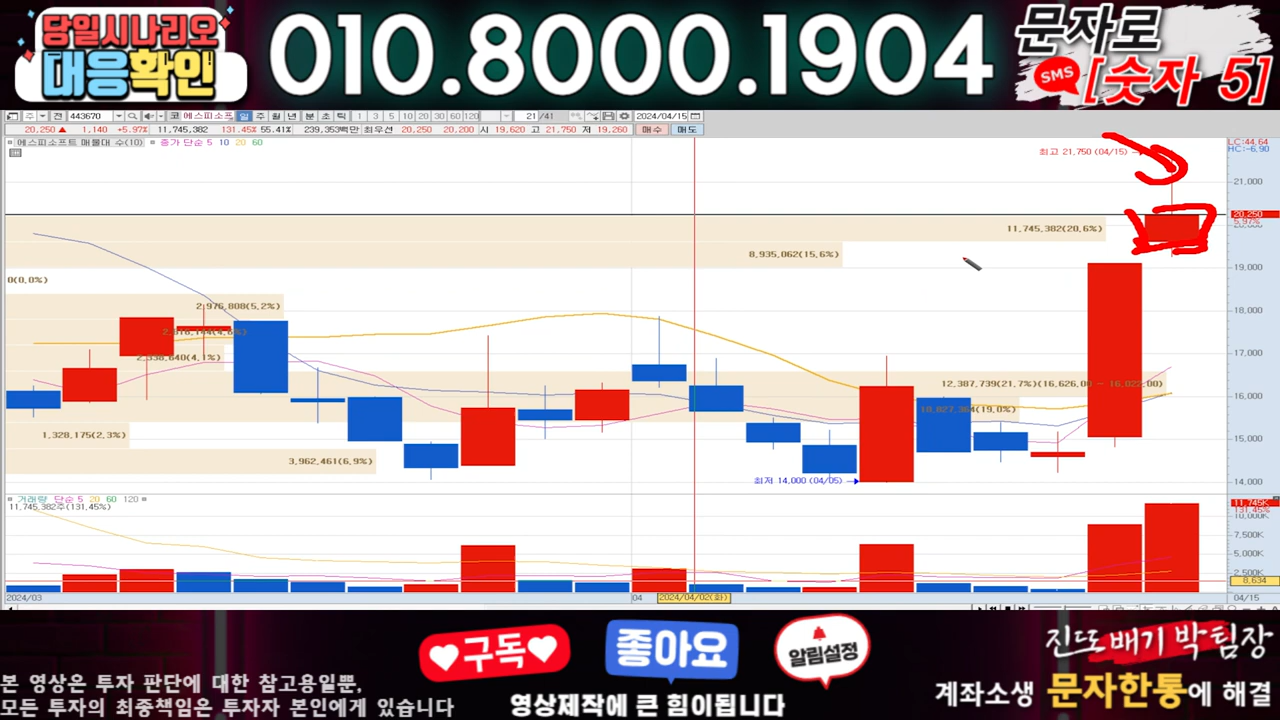 당일시나리오
대응확인
010.8000.1904
문자로
SMS
[숫자 5]
주 전 443670 코 에스피소프 일 주 월 년 분 초 틱 1 3 5 10 20 30 60 120 21 /41 2024/04/15
20,250 ▲ 1,140 +5.97% 11,745,382 131.45% 55.41% 239,353백만 최우선 20,250 20,200 시 19,620 고 21,750 저 19,260 매수 매도
에스피소프트 매물대 수(10) 종가 단순 5 10 20 60
LC:44.64
HC:-6.90
최고 21,750 (04/15)
21,000
20,250
5.97%
20,000
11,745,382(20.6%)
8,935,062(15.6%)
19,000
0(0.0%)
2,976,808(5.2%)
18,000
17,000
12,387,739(21.7%)(16,626.00 ~ 16,022.00)
16,000
10,827,364(19.0%)
1,328,175(2.3%)
15,000
3,962,461(6.9%)
최저 14,000 (04/05)
14,000
거래량 단순 5 20 60 120
11,745,382주(131.45%)
11,745K
131.45%
10,000K
7,500K
5,000K
2,500K
8,634
2024/03
04
2024/04/02(화)
04/15
구독
좋아요
알림설정
진또배기 박팀장
본 영상은 투자 판단에 대한 참고용일뿐,
모든 투자의 최종책임은 투자자 본인에게 있습니다
영상제작에 큰 힘이됩니다
계좌소생 문자한통에 해결